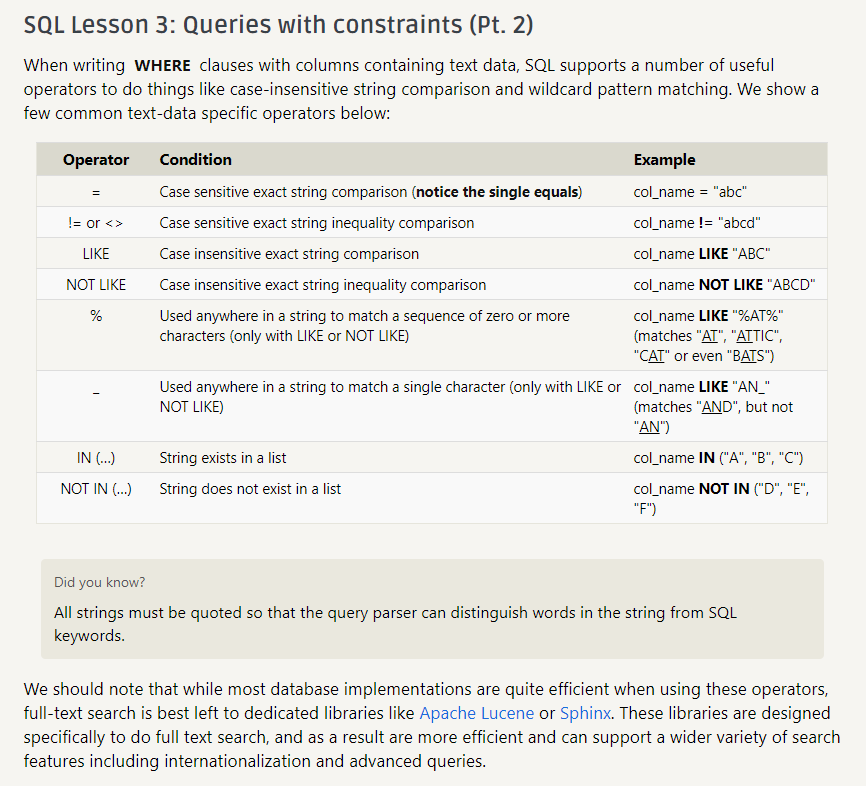 SQL Lesson 3: Queries with constraints (Pt. 2)
When writing WHERE clauses with columns containing text data, SQL supports a number of useful
operators to do things like case-insensitive string comparison and wildcard pattern matching. We show a
few common text-data specific operators below:
Operator Condition Example
= Case sensitive exact string comparison (notice the single equals) col_name = "abc"
!= or <> Case sensitive exact string inequality comparison col_name != "abcd"
LIKE Case insensitive exact string comparison col_name LIKE "ABC"
NOT LIKE Case insensitive exact string inequality comparison col_name NOT LIKE "ABCD"
% Used anywhere in a string to match a sequence of zero or more col_name LIKE "%AT%"
characters (only with LIKE or NOT LIKE) (matches "AT", "ATTIC",
"CAT" or even "BATS")
_ Used anywhere in a string to match a single character (only with LIKE or col_name LIKE "AN_"
NOT LIKE) (matches "AND", but not
"AN")
IN (...) String exists in a list col_name IN ("A", "B", "C")
NOT IN (...) String does not exist in a list col_name NOT IN ("D", "E",
"F")
Did you know?
All strings must be quoted so that the query parser can distinguish words in the string from SQL
keywords.
We should note that while most database implementations are quite efficient when using these operators,
full-text search is best left to dedicated libraries like Apache Lucene or Sphinx. These libraries are designed
specifically to do full text search, and as a result are more efficient and can support a wider variety of search
features including internationalization and advanced queries.